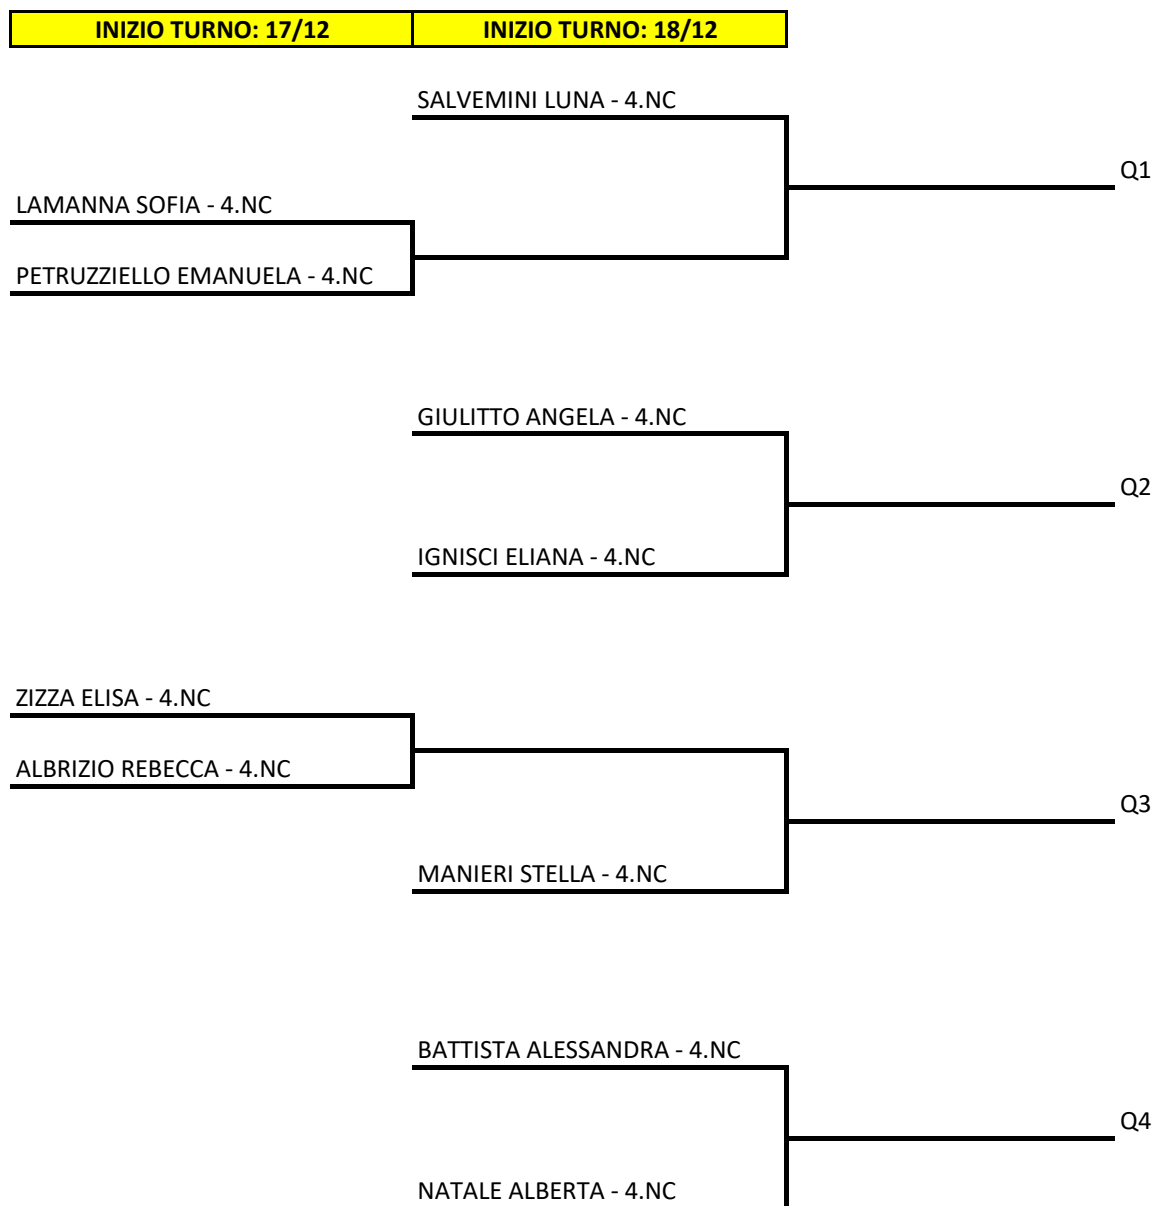 INIZIO TURNO: 17/12 INIZIO TURNO: 18/12
SALVEMINI LUNA - 4.NC
Q1
LAMANNA SOFIA - 4.NC
PETRUZZIELLO EMANUELA - 4.NC
GIULITTO ANGELA - 4.NC
Q2
IGNISCI ELIANA - 4.NC
ZIZZA ELISA - 4.NC
ALBRIZIO REBECCA - 4.NC
Q3
MANIERI STELLA - 4.NC
BATTISTA ALESSANDRA - 4.NC
Q4
NATALE ALBERTA - 4.NC